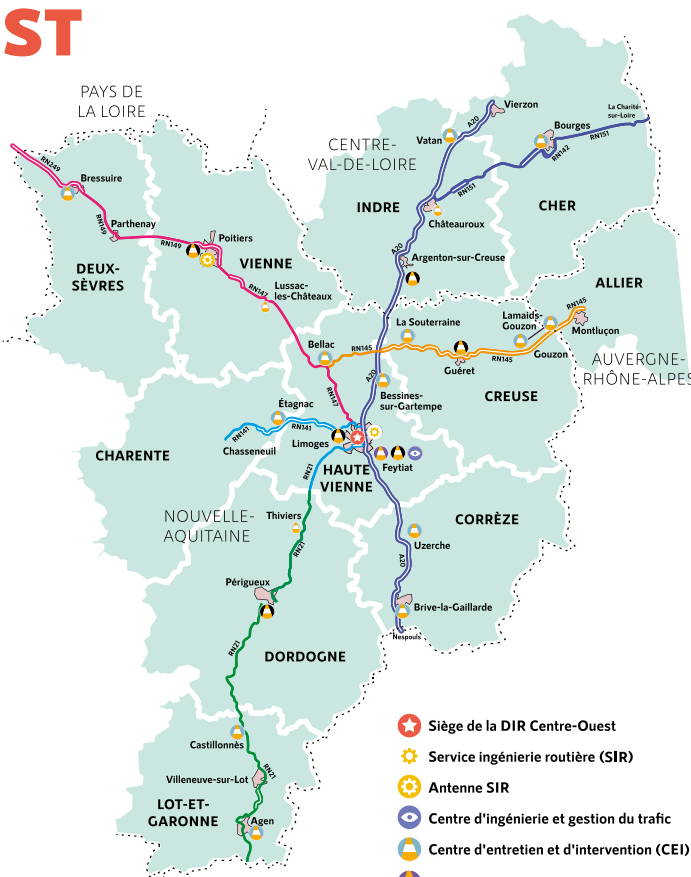 ST
PAYS DE
LA LOIRE
CENTRE-
VAL-DE-LOIRE
Vierzon
A20
Vatan
Bourges
La Charité-
sur-Loire
RN151
RN142
RN151
INDRE
CHER
Châteauroux
RN249
Bressuire
RN149
Parthenay
RN149
Poitiers
DEUX-
SÈVRES
VIENNE
RN147
Lussac-
les-Châteaux
A20
Argenton-sur-Creuse
ALLIER
RN145
Lamaids-
Gouzon
Montluçon
La Souterraine
Bellac
RN145
Guéret
RN145
Gouzon
AUVERGNE-
RHÔNE-ALPES
A20
RN147
Bessines-
sur-Gartempe
CREUSE
Étagnac
RN141
RN141
Chasseneuil
Limoges
Feytiat
CHARENTE
RN21
HAUTE
VIENNE
NOUVELLE-
AQUITAINE
Thiviers
CORRÈZE
RN21
Uzerche
A20
Périgueux
Brive-la-Gaillarde
Nespouls
RN21
DORDOGNE
Castillonnès
Villeneuve-sur-Lot
RN21
LOT-ET-
GARONNE
Agen
Siège de la DIR Centre-Ouest
Service ingénierie routière (SIR)
Antenne SIR
Centre d'ingénierie et gestion du trafic
Centre d'entretien et d'intervention (CEI)